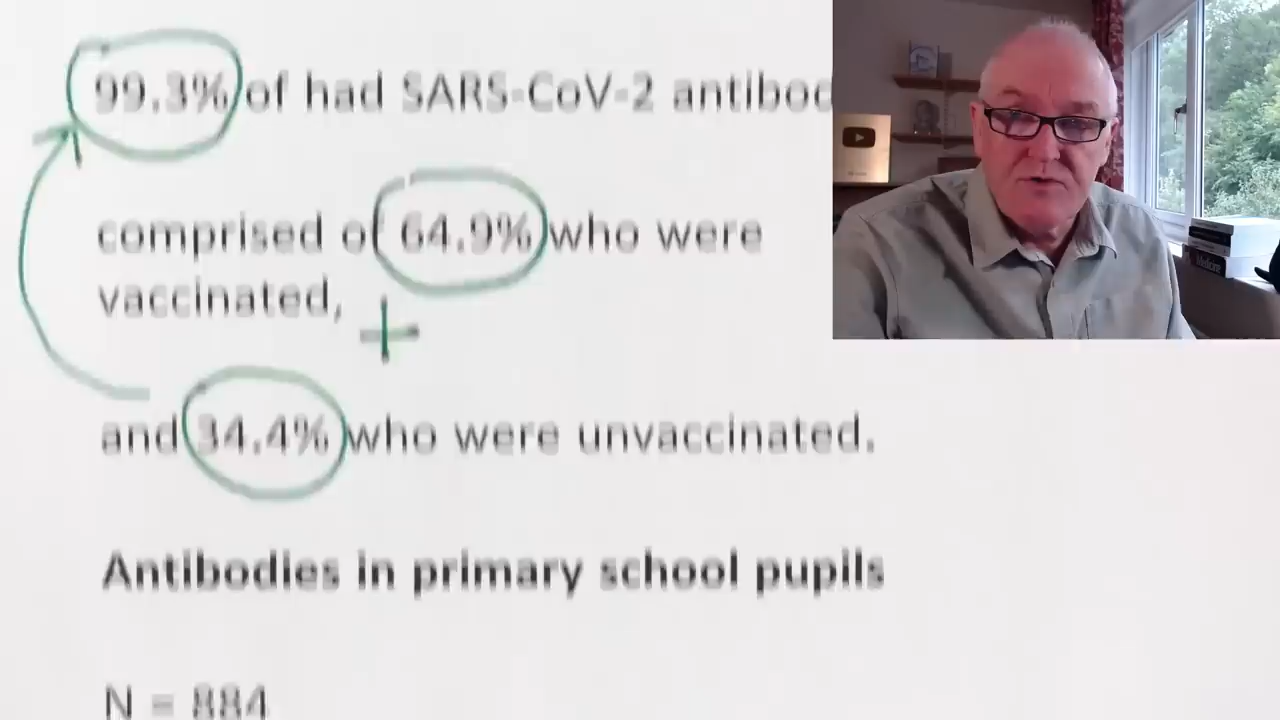 99.3% of had SARS-CoV-2
comprised of 64.9% who were
vaccinated,
+
and 34.4% who were unvaccinated.
Antibodies in primary school pupils
N = 884
Medicine